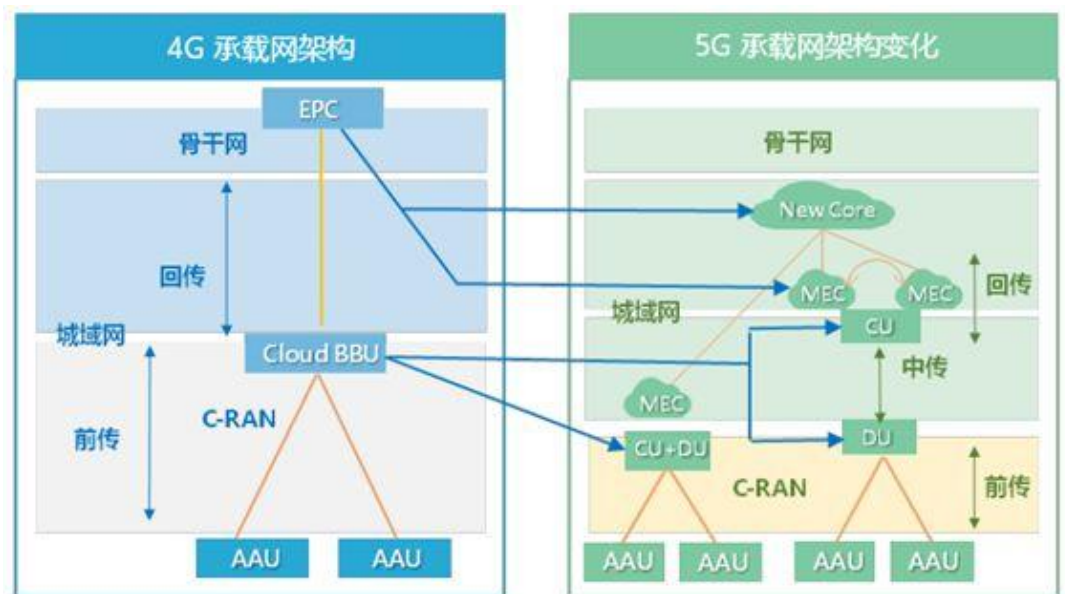 4G 承载网架构
EPC
骨干网
回传
城域网
Cloud BBU
C-RAN
前传
AAU
AAU
5G 承载网架构变化
骨干网
New Core
MEC
MEC
回传
城域网
CU
中传
MEC
CU+DU
DU
C-RAN
前传
AAU
AAU
AAU
AAU